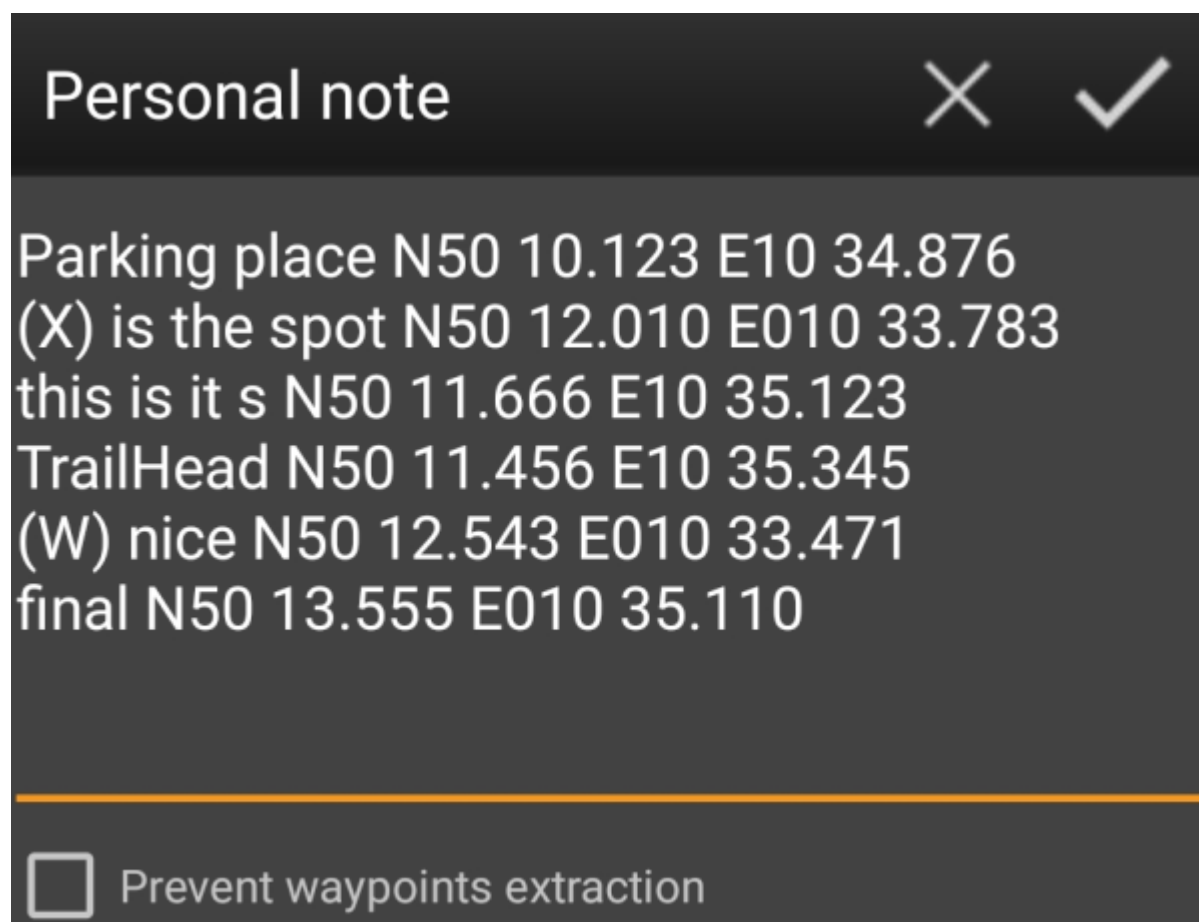 Personal note
Parking place N50 10.123 E10 34.876
(X) is the spot N50 12.010 E010 33.783
this is it s N50 11.666 E10 35.123
TrailHead N50 11.456 E10 35.345
(W) nice N50 12.543 E010 33.471
final N50 13.555 E010 35.110
Prevent waypoints extraction